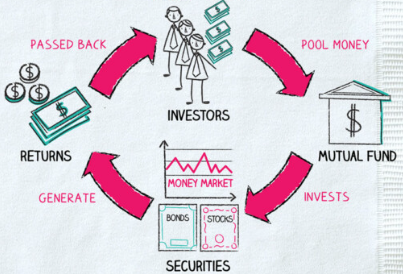 PASSED BACK
POOL MONEY
INVESTORS
$
$
$
$
$
$
$
$
RETURNS
MUTUAL FUND
MONEY MARKET
GENERATE
INVESTS
BONDS
STOCKS
SECURITIES